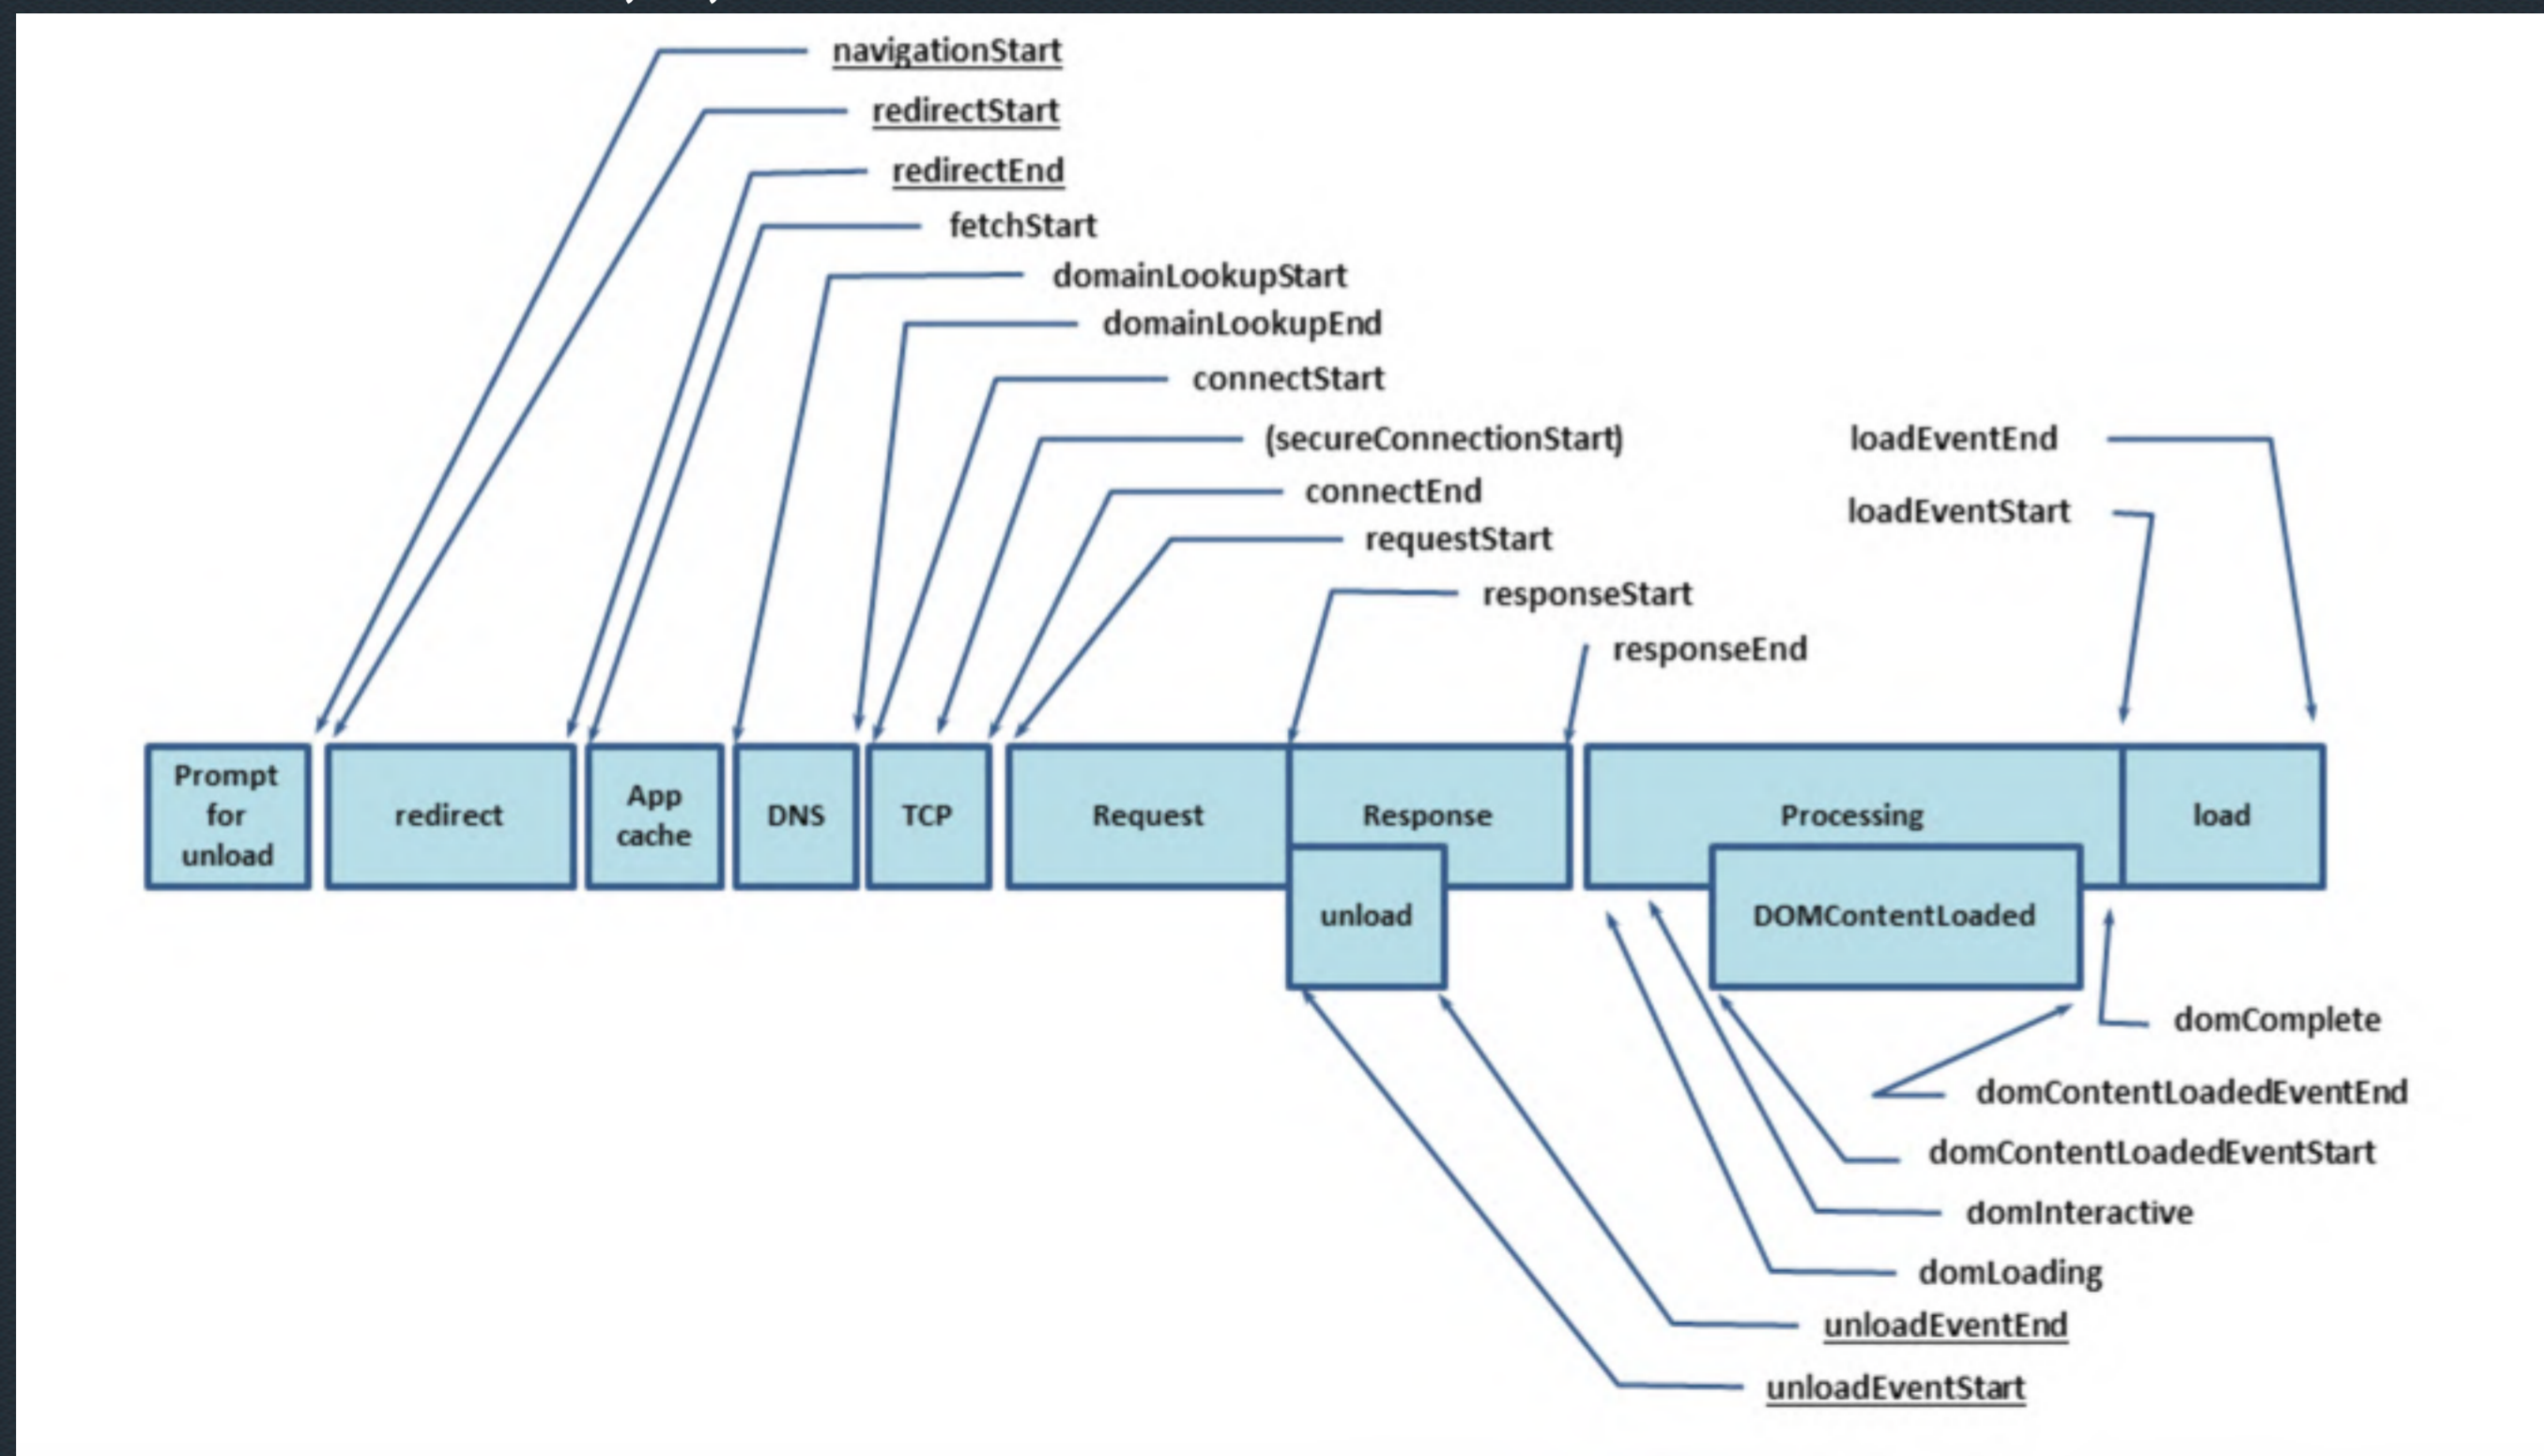 navigationStart
redirectStart
redirectEnd
fetchStart
domainLookupStart
domainLookupEnd
connectStart
(secureConnectionStart)
loadEventEnd
connectEnd
loadEventStart
requestStart
responseStart
responseEnd
Prompt
for
unload
redirect
App
cache
DNS
TCP
Request
Response
Processing
load
unload
DOMContentLoaded
domComplete
domContentLoadedEventEnd
domContentLoadedEventStart
domInteractive
domLoading
unloadEventEnd
unloadEventStart